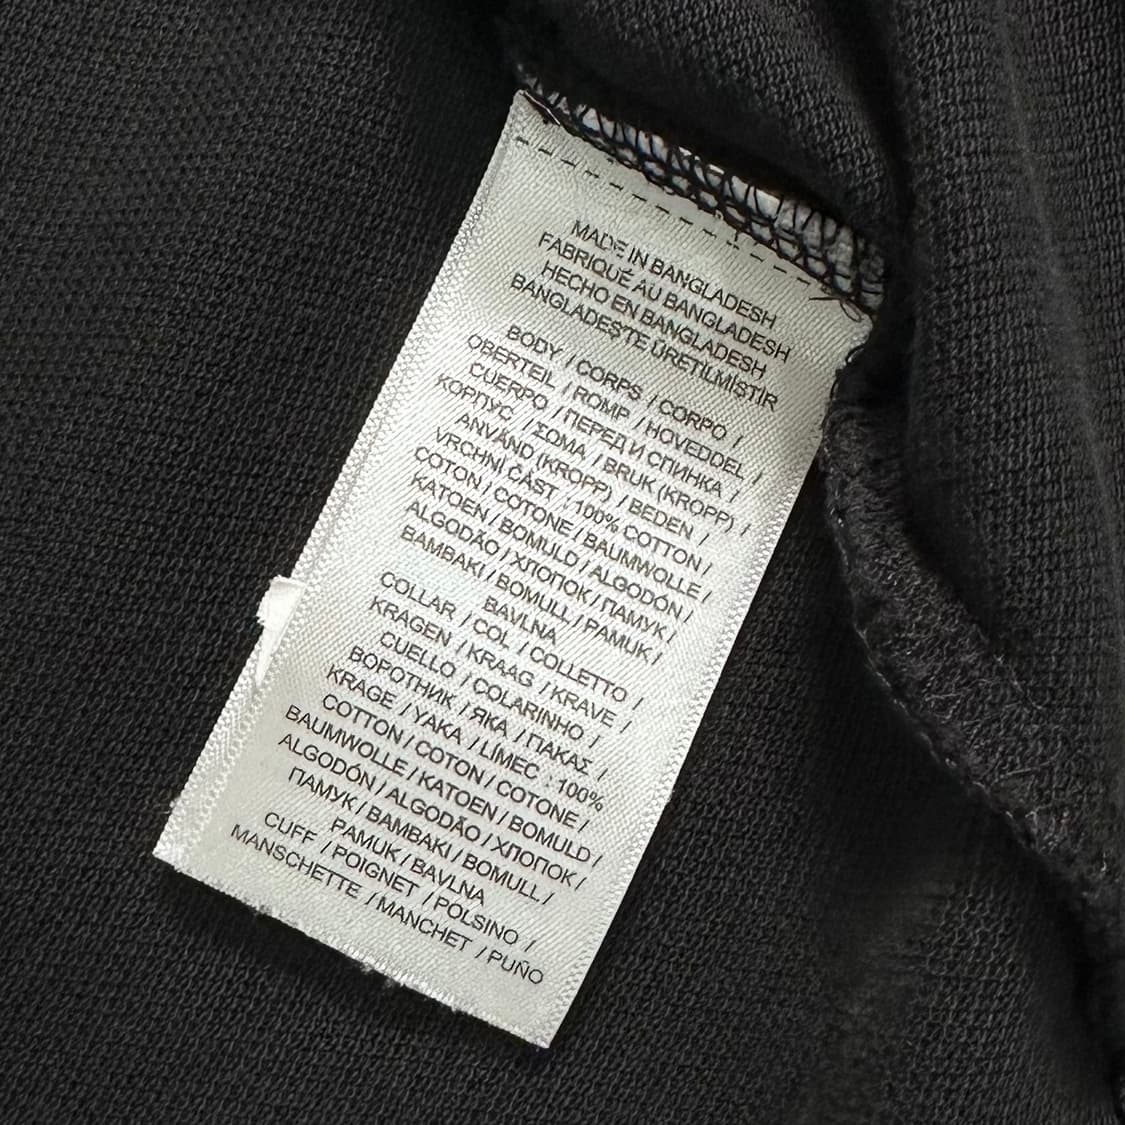 MADE IN BANGLADESH
FABRIQUÉ AU BANGLADESH
HECHO EN BANGLADESH
BANGLADEŞ'TE ÜRETILMİŞTİR
BODY / CORPS / CORPO /
OBERTEIL / ROMP / HOVEDDEL /
CUERPO / ПЕРЕД И СПИНКА /
КОРПУС / ΣΩΜΑ / BRUK (KROPP) /
ANVÄND (KROPP) / BEDEN /
VRCHNÍ ČÁST : 100% COTTON /
COTON / COTONE / BAUMWOLLE /
KATOEN / BOMULD / ALGODÓN /
ALGODÃO / ХЛОПОК / ПАМУК /
BAMBAKI / BOMULL / PAMUK /
BAVLNA
COLLAR / COL / COLLETTO /
KRAGEN / KRAAG / KRAVE /
CUELLO / COLARINHO /
ВОРОТНИК / ЯКА / ΠΑΚΑΣ /
KRAGE / YAKA / LÍMEC : 100%
COTTON / COTON / COTONE /
BAUMWOLLE / KATOEN / BOMULD /
ALGODÓN / ALGODÃO / ХЛОПОК /
ПАМУК / BAMBAKI / BOMULL /
PAMUK / BAVLNA
CUFF / POIGNET / POLSINO /
MANSCHETTE / MANCHET / PUÑO